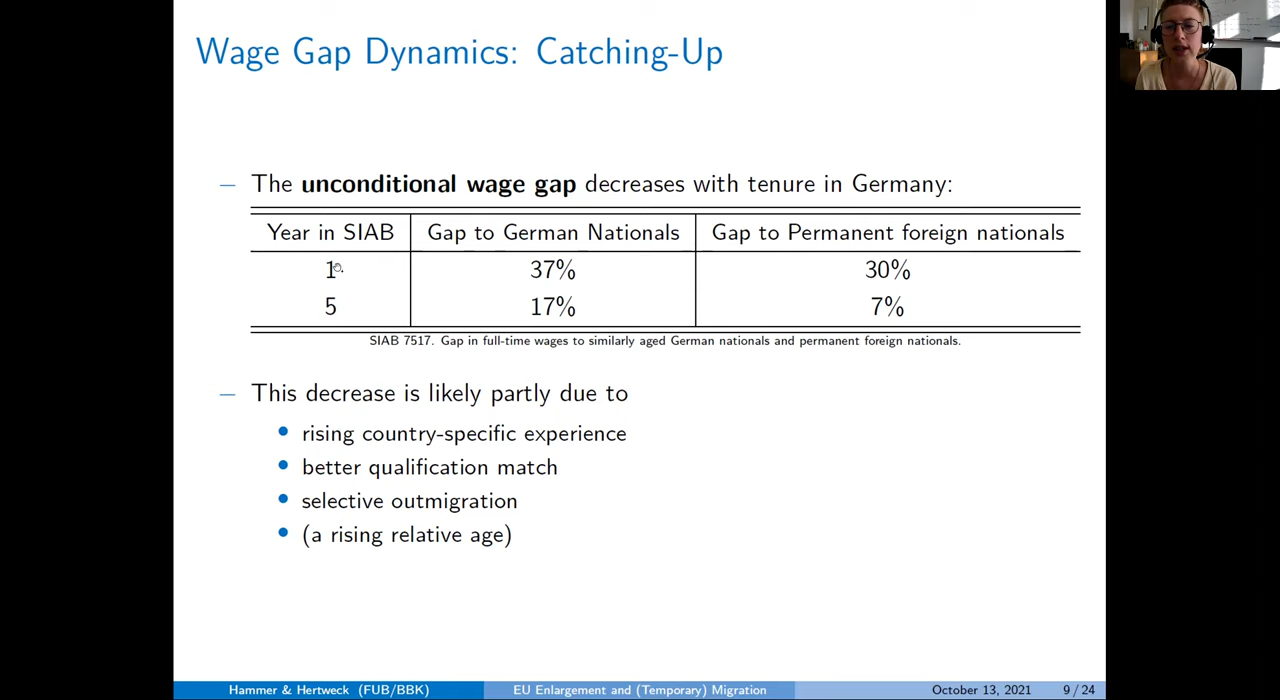 Wage Gap Dynamics: Catching-Up
– The unconditional wage gap decreases with tenure in Germany:
Year in SIAB Gap to German Nationals Gap to Permanent foreign nationals
1 37% 30%
5 17% 7%
SIAB 7517. Gap in full-time wages to similarly aged German nationals and permanent foreign nationals.
– This decrease is likely partly due to
• rising country-specific experience
• better qualification match
• selective outmigration
• (a rising relative age)
Hammer & Hertweck (FUB/BBK) EU Enlargement and (Temporary) Migration October 13, 2021 9 / 24